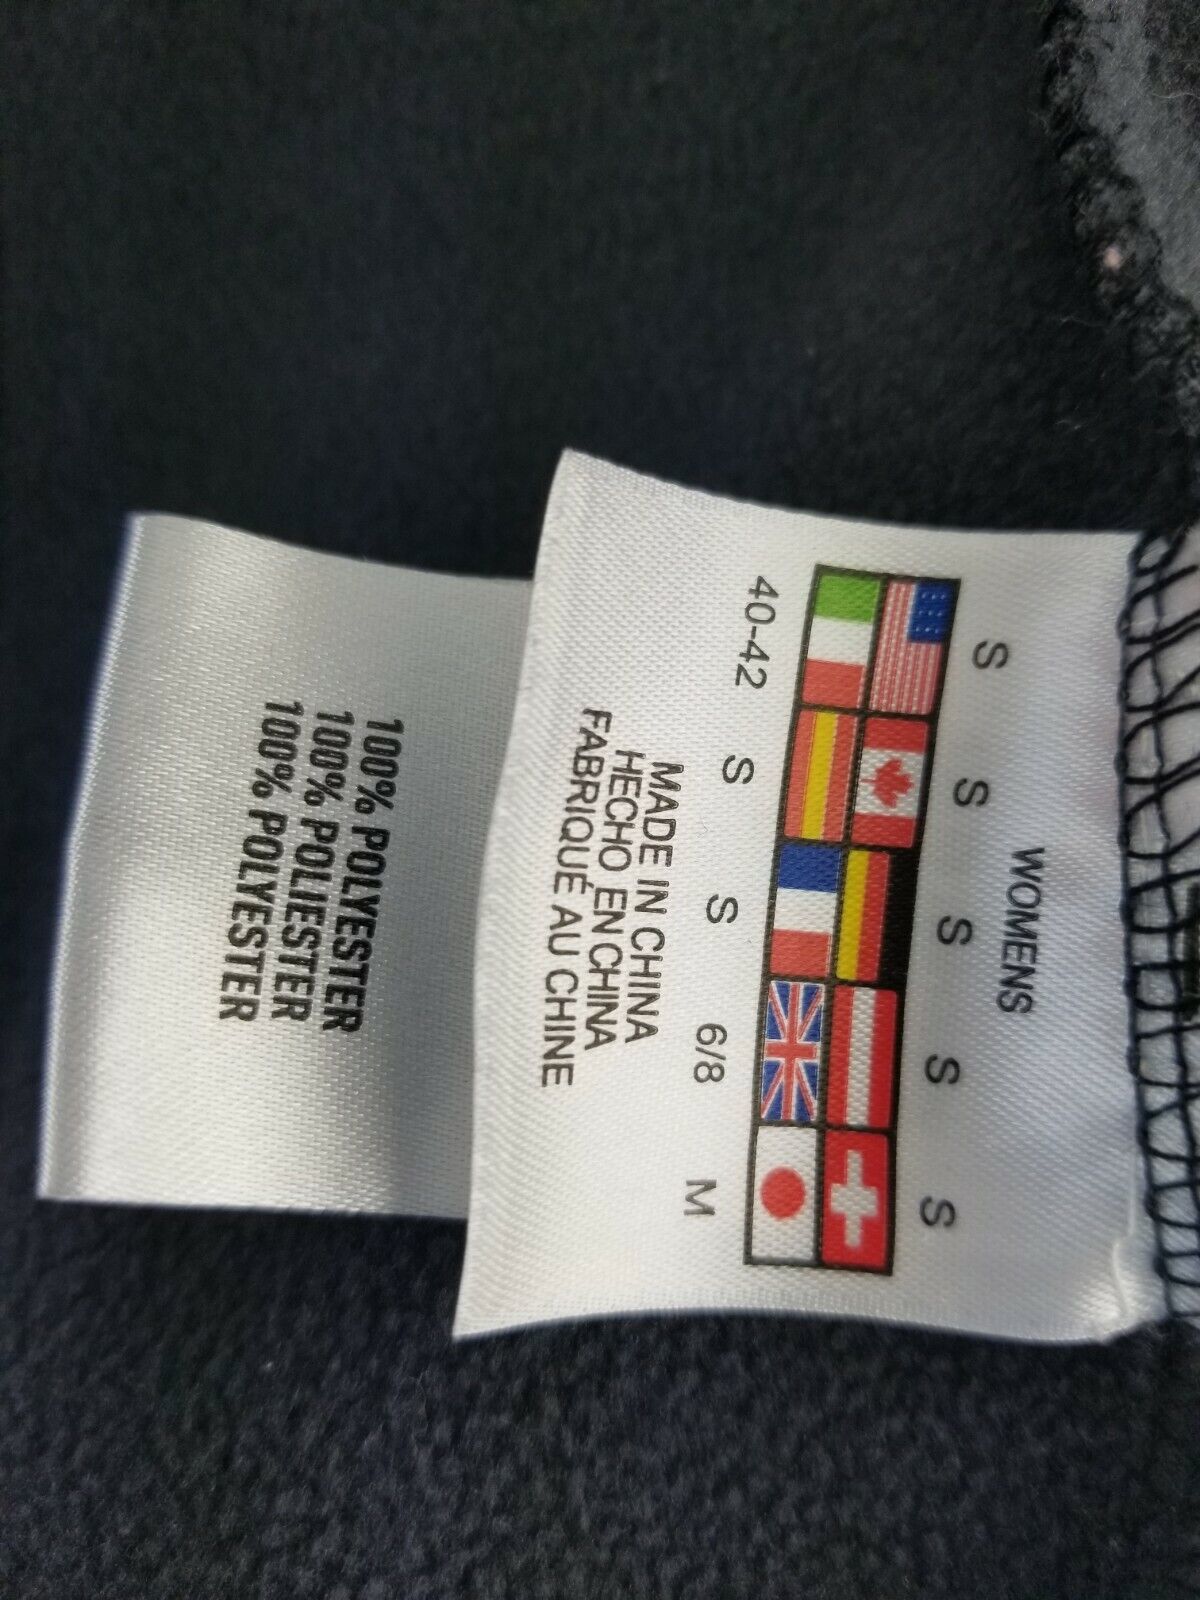 WOMENS
S S S S S
40-42 S S 6/8 M
MADE IN CHINA
HECHO EN CHINA
FABRIQUÉ AU CHINE
100% POLYESTER
100% POLIESTER
100% POLYESTER